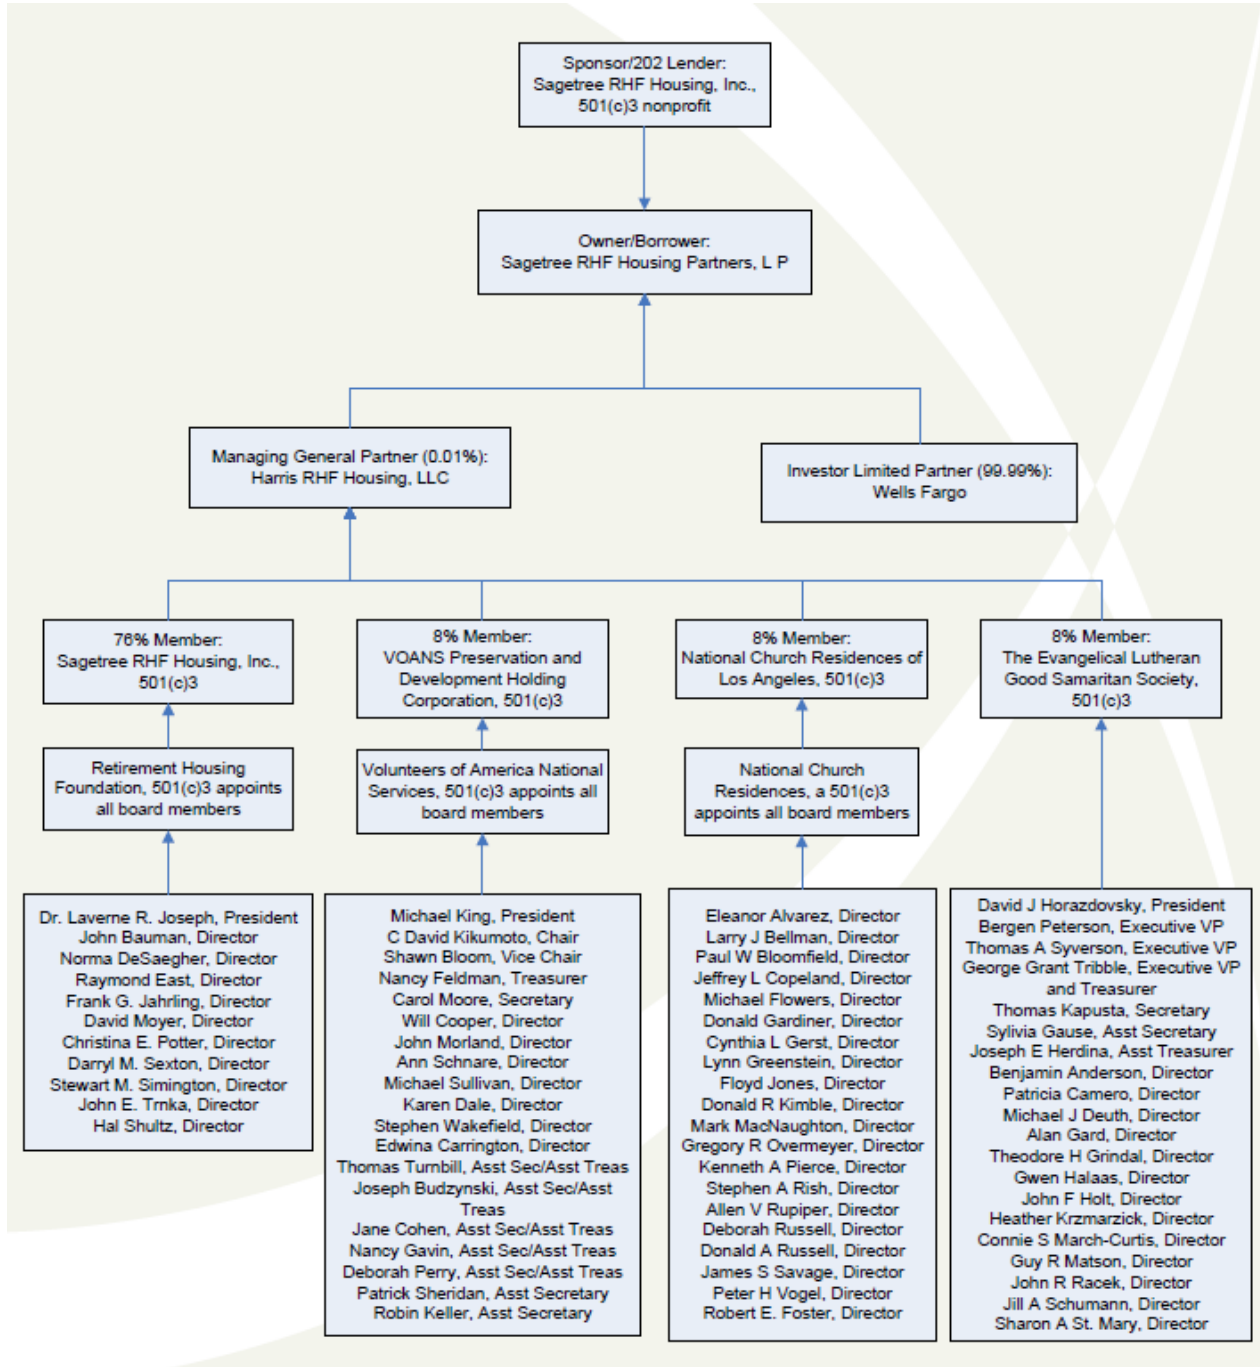 Sponsor/202 Lender:
Sagetree RHF Housing, Inc.,
501(c)3 nonprofit
Owner/Borrower:
Sagetree RHF Housing Partners, L P
Managing General Partner (0.01%):
Harris RHF Housing, LLC
Investor Limited Partner (99.99%):
Wells Fargo
76% Member:
Sagetree RHF Housing, Inc.,
501(c)3
8% Member:
VOANS Preservation and
Development Holding
Corporation, 501(c)3
8% Member:
National Church Residences of
Los Angeles, 501(c)3
8% Member:
The Evangelical Lutheran
Good Samaritan Society,
501(c)3
Retirement Housing
Foundation, 501(c)3 appoints
all board members
Volunteers of America National
Services, 501(c)3 appoints all
board members
National Church
Residences, a 501(c)3
appoints all board members
Dr. Laverne R. Joseph, President
John Bauman, Director
Norma DeSaegher, Director
Raymond East, Director
Frank G. Jahrling, Director
David Moyer, Director
Christina E. Potter, Director
Darryl M. Sexton, Director
Stewart M. Simington, Director
John E. Trnka, Director
Hal Shultz, Director
Michael King, President
C David Kikumoto, Chair
Shawn Bloom, Vice Chair
Nancy Feldman, Treasurer
Carol Moore, Secretary
Will Cooper, Director
John Morland, Director
Ann Schnare, Director
Michael Sullivan, Director
Karen Dale, Director
Stephen Wakefield, Director
Edwina Carrington, Director
Thomas Turnbill, Asst Sec/Asst Treas
Joseph Budzynski, Asst Sec/Asst
Treas
Jane Cohen, Asst Sec/Asst Treas
Nancy Gavin, Asst Sec/Asst Treas
Deborah Perry, Asst Sec/Asst Treas
Patrick Sheridan, Asst Secretary
Robin Keller, Asst Secretary
Eleanor Alvarez, Director
Larry J Bellman, Director
Paul W Bloomfield, Director
Jeffrey L Copeland, Director
Michael Flowers, Director
Donald Gardiner, Director
Cynthia L Gerst, Director
Lynn Greenstein, Director
Floyd Jones, Director
Donald R Kimble, Director
Mark MacNaughton, Director
Gregory R Overmeyer, Director
Kenneth A Pierce, Director
Stephen A Rish, Director
Allen V Rupiper, Director
Deborah Russell, Director
Donald A Russell, Director
James S Savage, Director
Peter H Vogel, Director
Robert E. Foster, Director
David J Horazdovsky, President
Bergen Peterson, Executive VP
Thomas A Syverson, Executive VP
George Grant Tribble, Executive VP
and Treasurer
Thomas Kapusta, Secretary
Sylivia Gause, Asst Secretary
Joseph E Herdina, Asst Treasurer
Benjamin Anderson, Director
Patricia Camero, Director
Michael J Deuth, Director
Alan Gard, Director
Theodore H Grindal, Director
Gwen Halaas, Director
John F Holt, Director
Heather Krzmarzick, Director
Connie S March-Curtis, Director
Guy R Matson, Director
John R Racek, Director
Jill A Schumann, Director
Sharon A St. Mary, Director